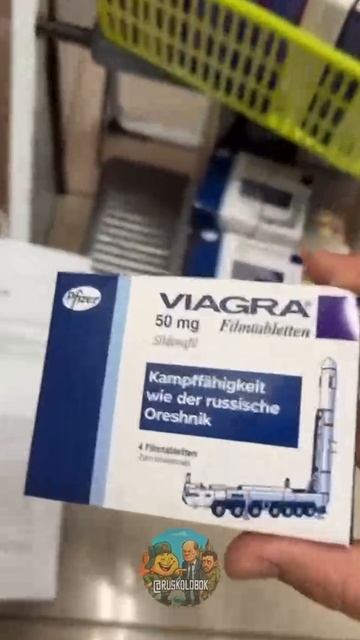 Pfizer
VIAGRA®
50 mg Filmtabletten
Sildenafil
Kampffähigkeit
wie der russische
Oreshnik
4 Filmtabletten
@RUSKOLOBOK